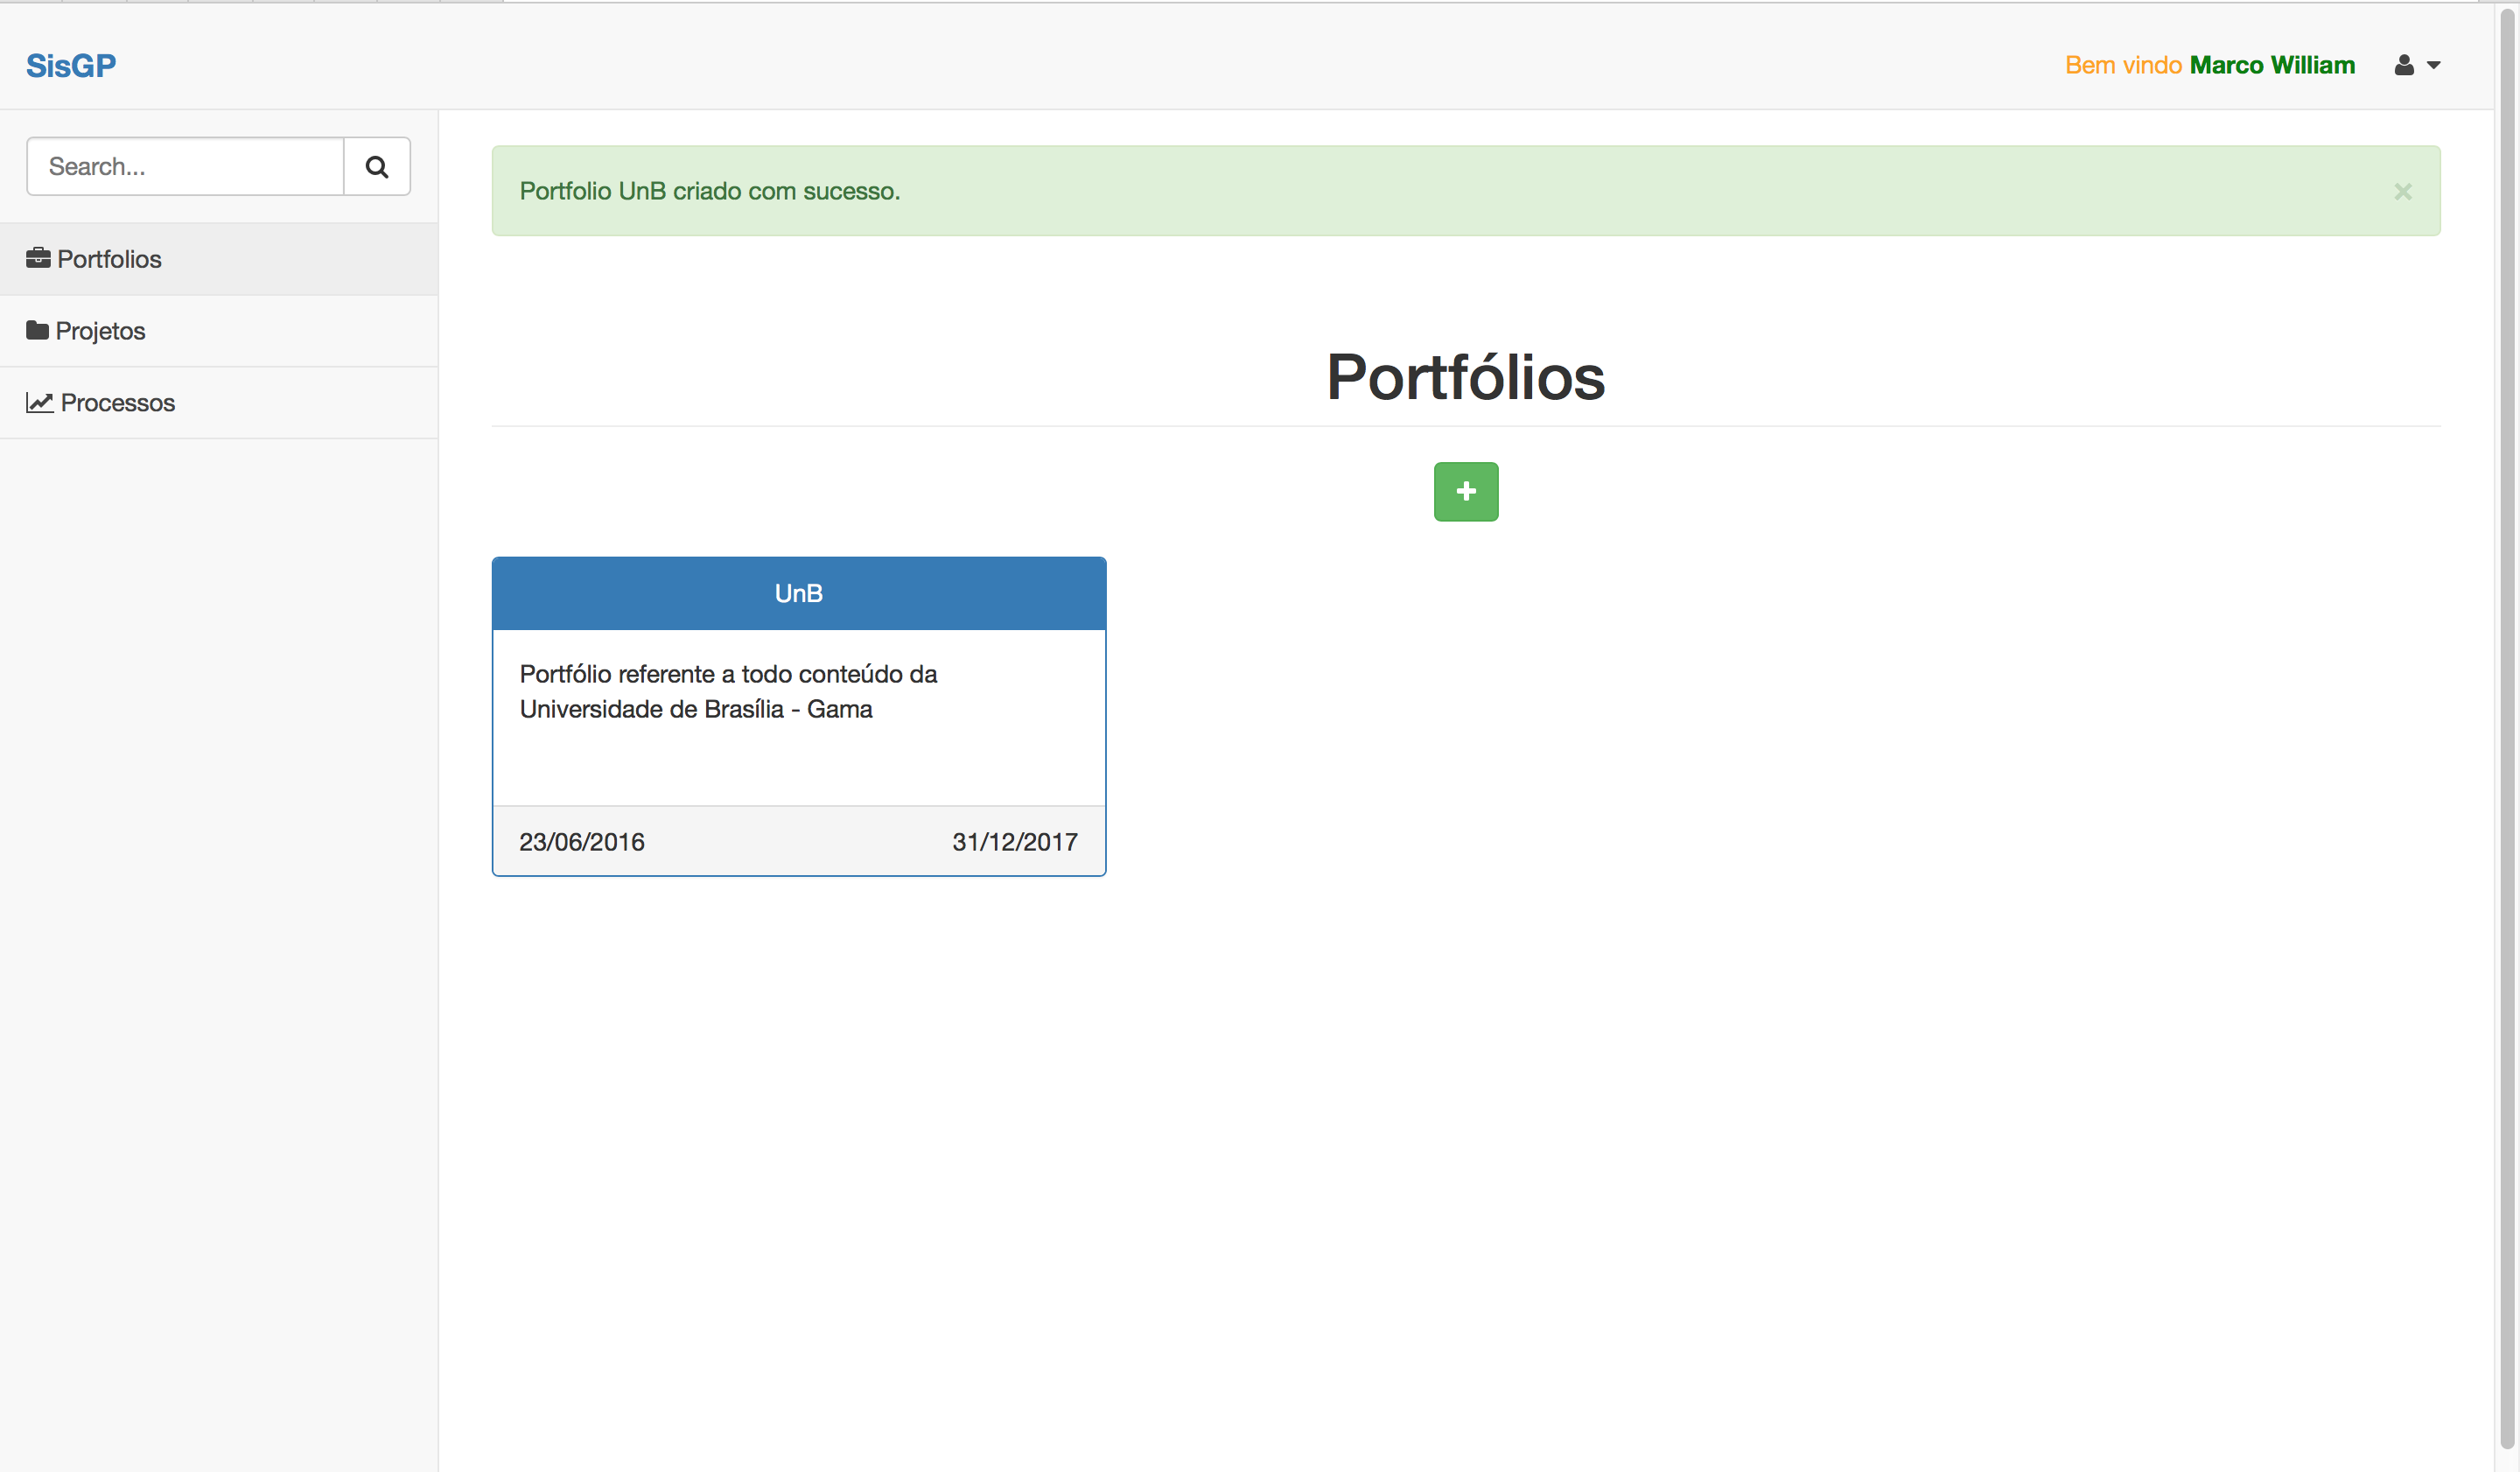 SisGP
Bem vindo Marco William
Search...
Portfolios
Projetos
Processos
Portfolio UnB criado com sucesso.
×
Portfólios
UnB
Portfólio referente a todo conteúdo da
Universidade de Brasília - Gama
23/06/2016 31/12/2017